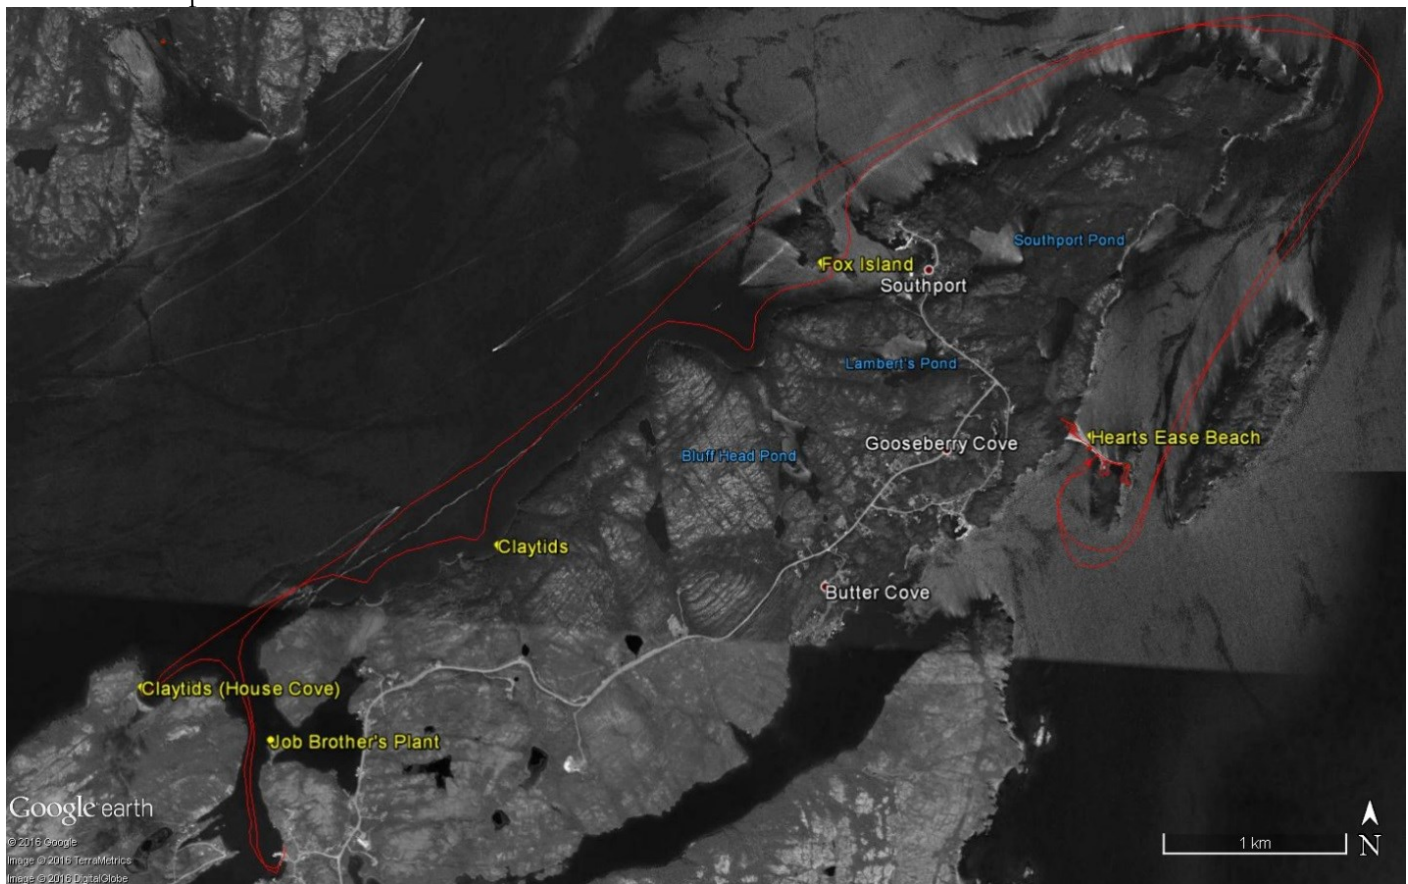 Fox Island
Southport Pond
Southport
Lambert's Pond
Hearts Ease Beach
Gooseberry Cove
Bluff Head Pond
Claytids
Butter Cove
Claytids (House Cove)
Job Brother's Plant
Google earth
© 2016 Google
Image © 2016 TerraMetrics
Image © 2016 DigitalGlobe
1 km
N